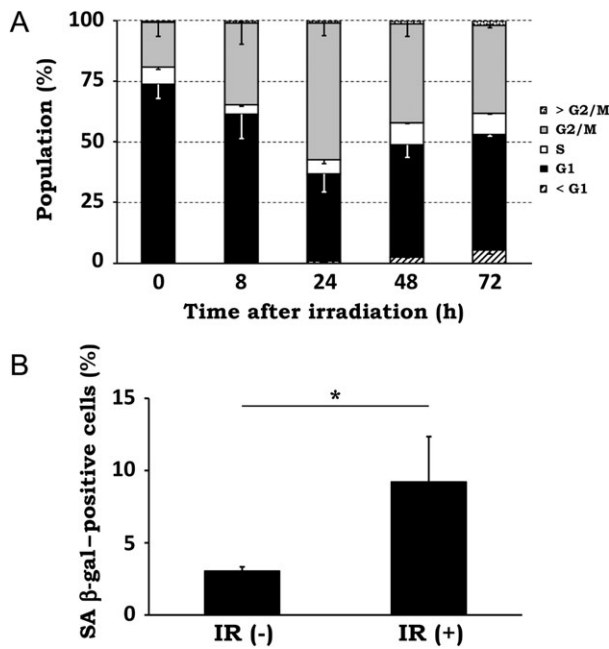 A
Population (%)
100
75
50
25
0
0 8 24 48 72
Time after irradiation (h)
> G2/M
G2/M
S
G1
< G1
B
SA β-gal-positive cells (%)
15
10
5
0
*
IR (-) IR (+)